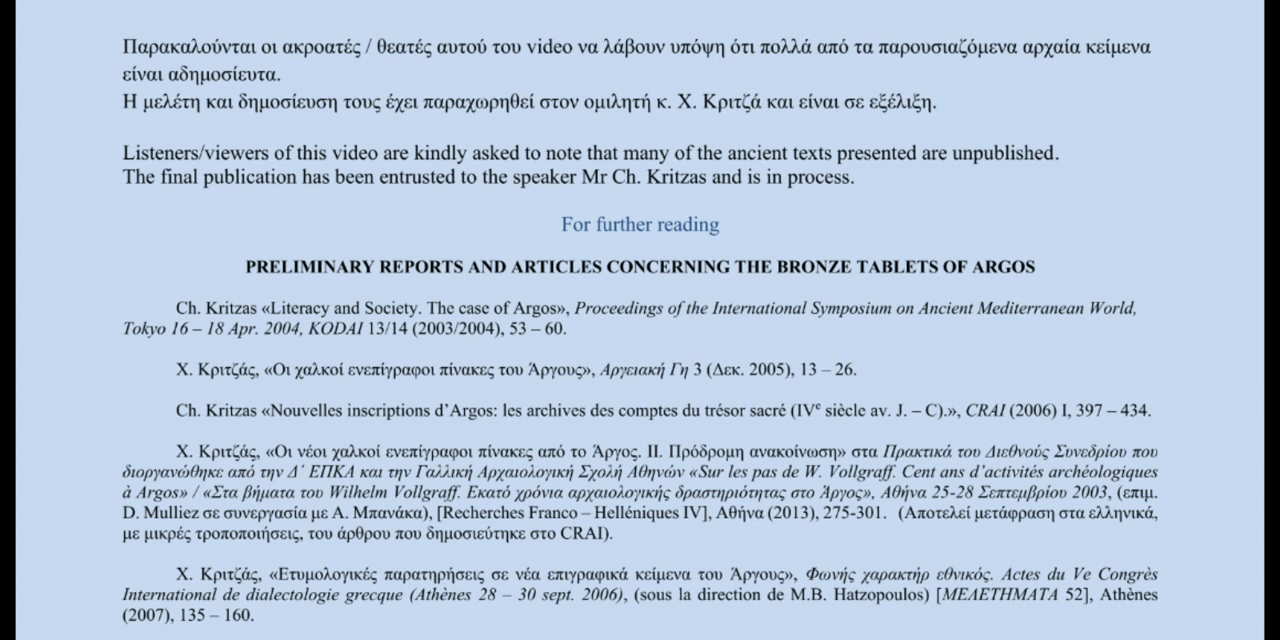 Παρακαλούνται οι ακροατές / θεατές αυτού του video να λάβουν υπόψη ότι πολλά από τα παρουσιαζόμενα αρχαία κείμενα
είναι αδημοσίευτα.
Η μελέτη και δημοσίευση τους έχει παραχωρηθεί στον ομιλητή κ. Χ. Κριτζά και είναι σε εξέλιξη.
Listeners/viewers of this video are kindly asked to note that many of the ancient texts presented are unpublished.
The final publication has been entrusted to the speaker Mr Ch. Kritzas and is in process.
For further reading
PRELIMINARY REPORTS AND ARTICLES CONCERNING THE BRONZE TABLETS OF ARGOS
Ch. Kritzas «Literacy and Society. The case of Argos», Proceedings of the International Symposium on Ancient Mediterranean World,
Tokyo 16 – 18 Apr. 2004, KODAI 13/14 (2003/2004), 53 – 60.
Χ. Κριτζάς, «Οι χαλκοί ενεπίγραφοι πίνακες του Άργους», Αργειακή Γη 3 (Δεκ. 2005), 13 – 26.
Ch. Kritzas «Nouvelles inscriptions d’Argos: les archives des comptes du trésor sacré (IVe siècle av. J. – C).», CRAI (2006) I, 397 – 434.
Χ. Κριτζάς, «Οι νέοι χαλκοί ενεπίγραφοι πίνακες από το Άργος. ΙΙ. Πρόδρομη ανακοίνωση» στα Πρακτικά του Διεθνούς Συνεδρίου που
διοργανώθηκε από την Δ΄ ΕΠΚΑ και την Γαλλική Αρχαιολογική Σχολή Αθηνών «Sur les pas de W. Vollgraff. Cent ans d’activités archéologiques
à Argos» / «Στα βήματα του Wilhelm Vollgraff. Εκατό χρόνια αρχαιολογικής δραστηριότητας στο Άργος», Αθήνα 25-28 Σεπτεμβρίου 2003, (επιμ.
D. Mulliez σε συνεργασία με Α. Μπανάκα), [Recherches Franco – Helléniques IV], Αθήνα (2013), 275-301. (Αποτελεί μετάφραση στα ελληνικά,
με μικρές τροποποιήσεις, του άρθρου που δημοσιεύτηκε στο CRAI).
Χ. Κριτζάς, «Ετυμολογικές παρατηρήσεις σε νέα επιγραφικά κείμενα του Άργους», Φωνής χαρακτήρ εθνικός. Actes du Ve Congrès
International de dialectologie grecque (Athènes 28 – 30 sept. 2006), (sous la direction de M.B. Hatzopoulos) [ΜΕΛΕΤΗΜΑΤΑ 52], Athènes
(2007), 135 – 160.